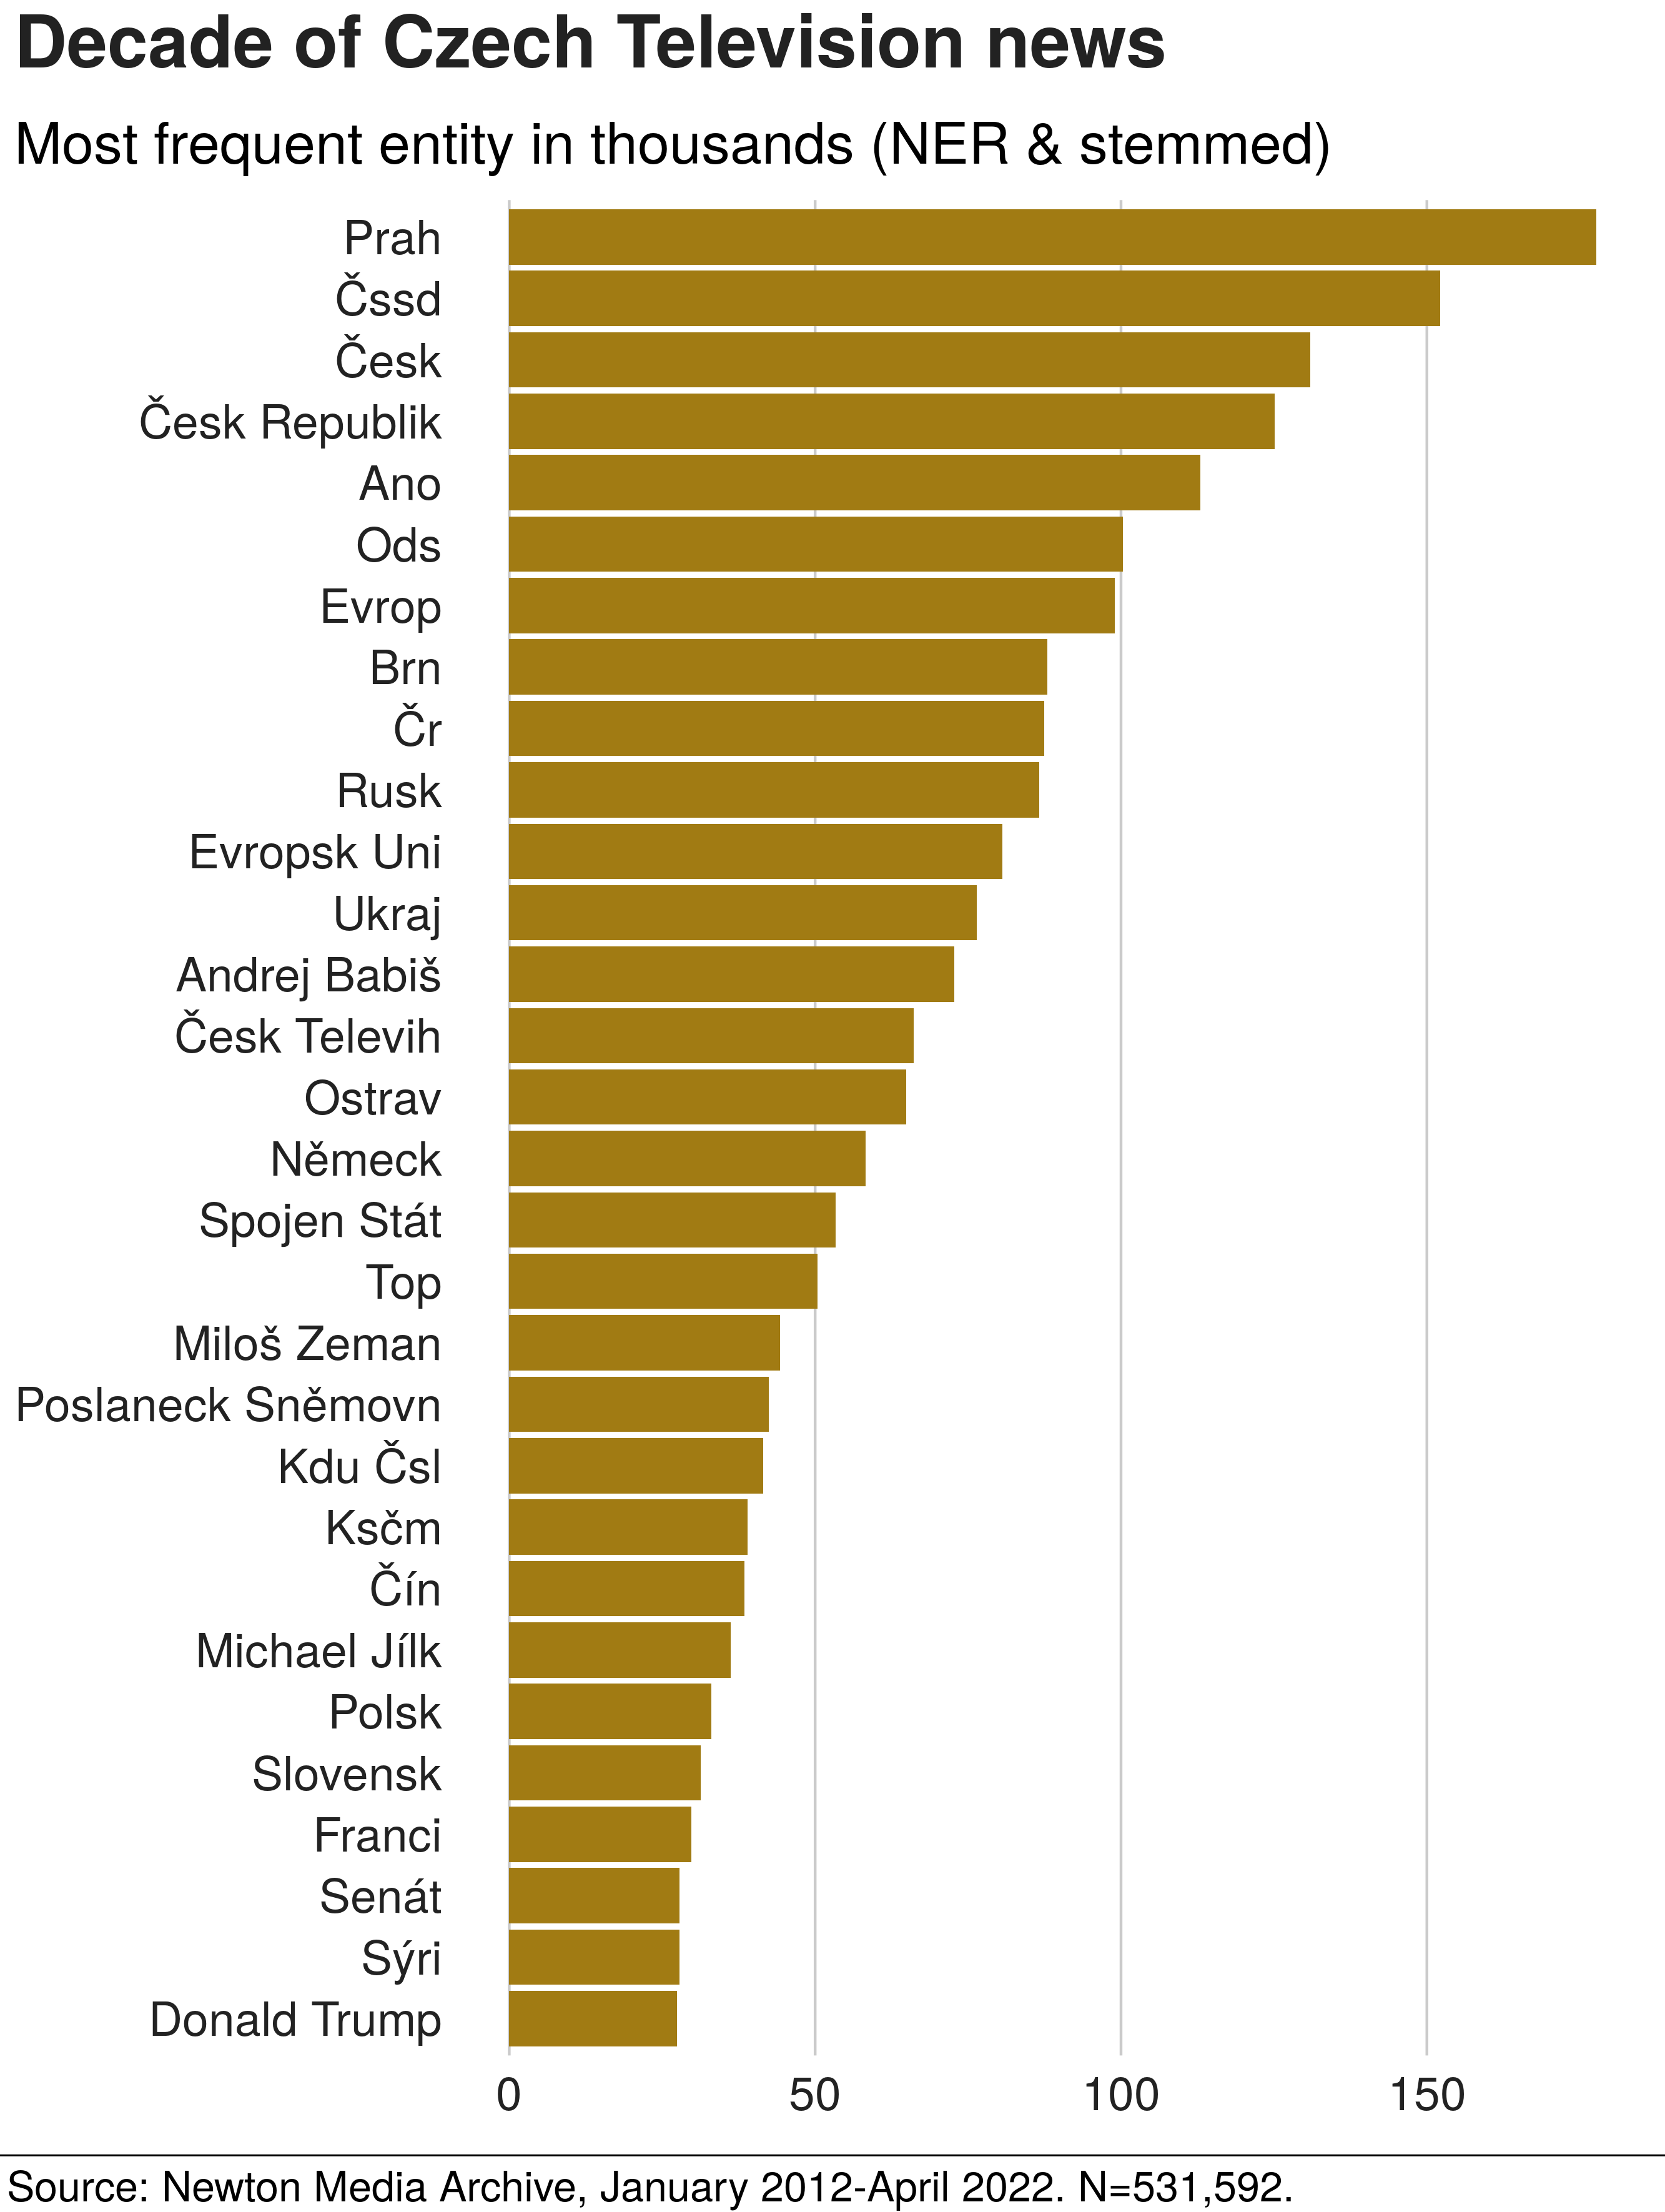 Decade of Czech Television news
Most frequent entity in thousands (NER & stemmed)
Prah
Čssd
Česk
Česk Republik
Ano
Ods
Evrop
Brn
Čr
Rusk
Evropsk Uni
Ukraj
Andrej Babiš
Česk Televih
Ostrav
Německ
Spojen Stát
Top
Miloš Zeman
Poslaneck Sněmovn
Kdu Čsl
Ksčm
Čín
Michael Jílk
Polsk
Slovensk
Franci
Senát
Sýri
Donald Trump
0 50 100 150
Source: Newton Media Archive, January 2012-April 2022. N=531,592.